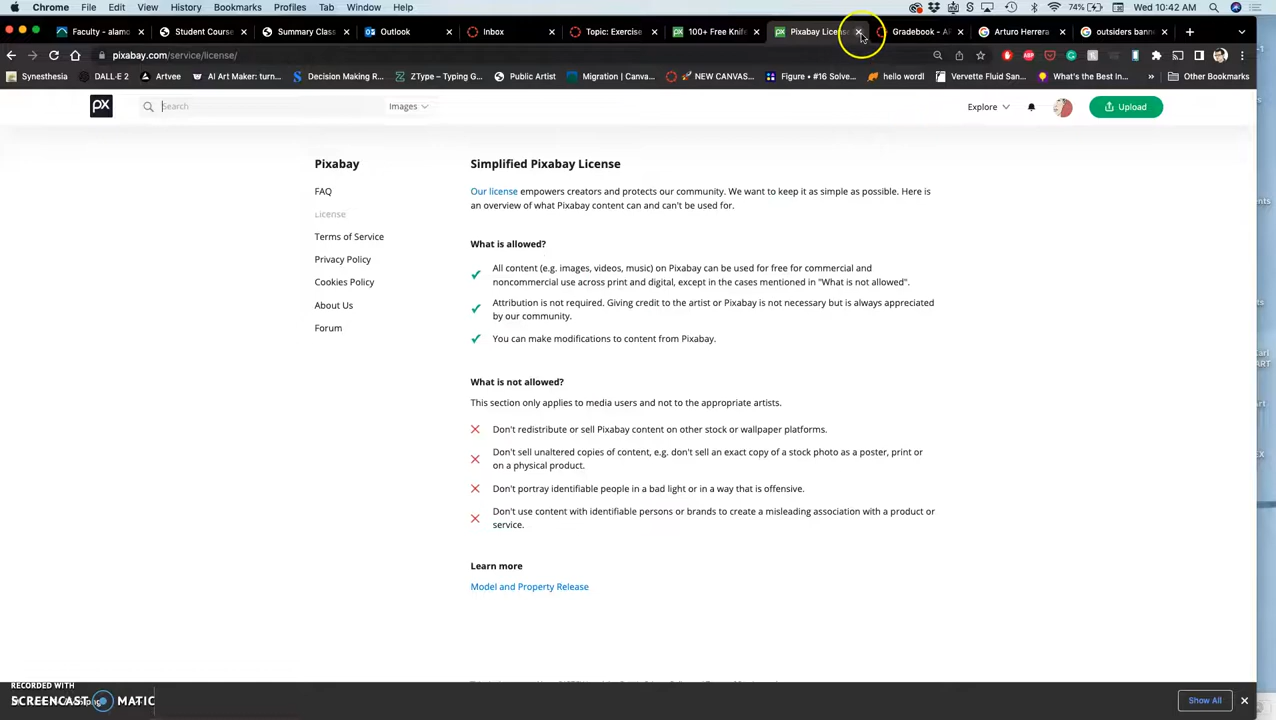 Chrome File Edit View History Bookmarks Profiles Tab Window Help 74% Fri Sep 2 10:42 AM
Faculty - alamo Student Course Summary Class Outlook Inbox Topic: Exercise 100+ Free Knife Pixabay License Gradebook - Arturo Herrera outsiders bann
pixabay.com/service/license/
Synesthesia DALL·E 2 Artvee AI Art Maker: turn... Decision Making R... ZType – Typing G... Public Artist Migration | Canva... NEW CANVAS... Figure • #16 Solve... hello wordl Vervette Fluid San... What's the Best In... Other Bookmarks
px Search Images Explore Upload
Pixabay
FAQ
License
Terms of Service
Privacy Policy
Cookies Policy
About Us
Forum
Simplified Pixabay License
Our license empowers creators and protects our community. We want to keep it as simple as possible. Here is
an overview of what Pixabay content can and can't be used for.
What is allowed?
All content (e.g. images, videos, music) on Pixabay can be used for free for commercial and
noncommercial use across print and digital, except in the cases mentioned in "What is not allowed".
Attribution is not required. Giving credit to the artist or Pixabay is not necessary but is always appreciated
by our community.
You can make modifications to content from Pixabay.
What is not allowed?
This section only applies to media users and not to the appropriate artists.
Don't redistribute or sell Pixabay content on other stock or wallpaper platforms.
Don't sell unaltered copies of content, e.g. don't sell an exact copy of a stock photo as a poster, print or
on a physical product.
Don't portray identifiable people in a bad light or in a way that is offensive.
Don't use content with identifiable persons or brands to create a misleading association with a product or
service.
Learn more
Model and Property Release
RECORDED WITH
SCREENCAST MATIC
Show All